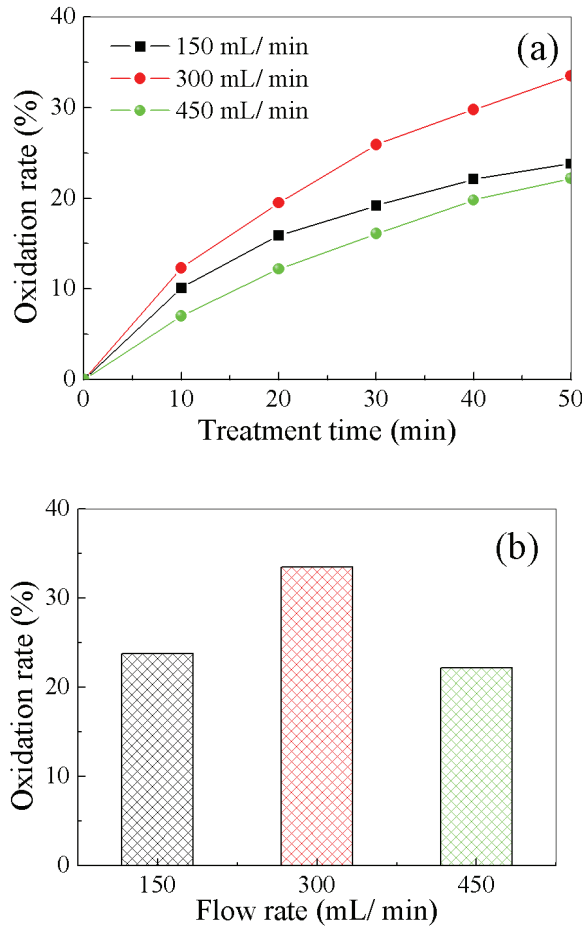 40
(a)
150 mL/ min
300 mL/ min
450 mL/ min
30
20
10
0
Oxidation rate (%)
0 10 20 30 40 50
Treatment time (min)
40
(b)
30
20
10
0
Oxidation rate (%)
150 300 450
Flow rate (mL/ min)